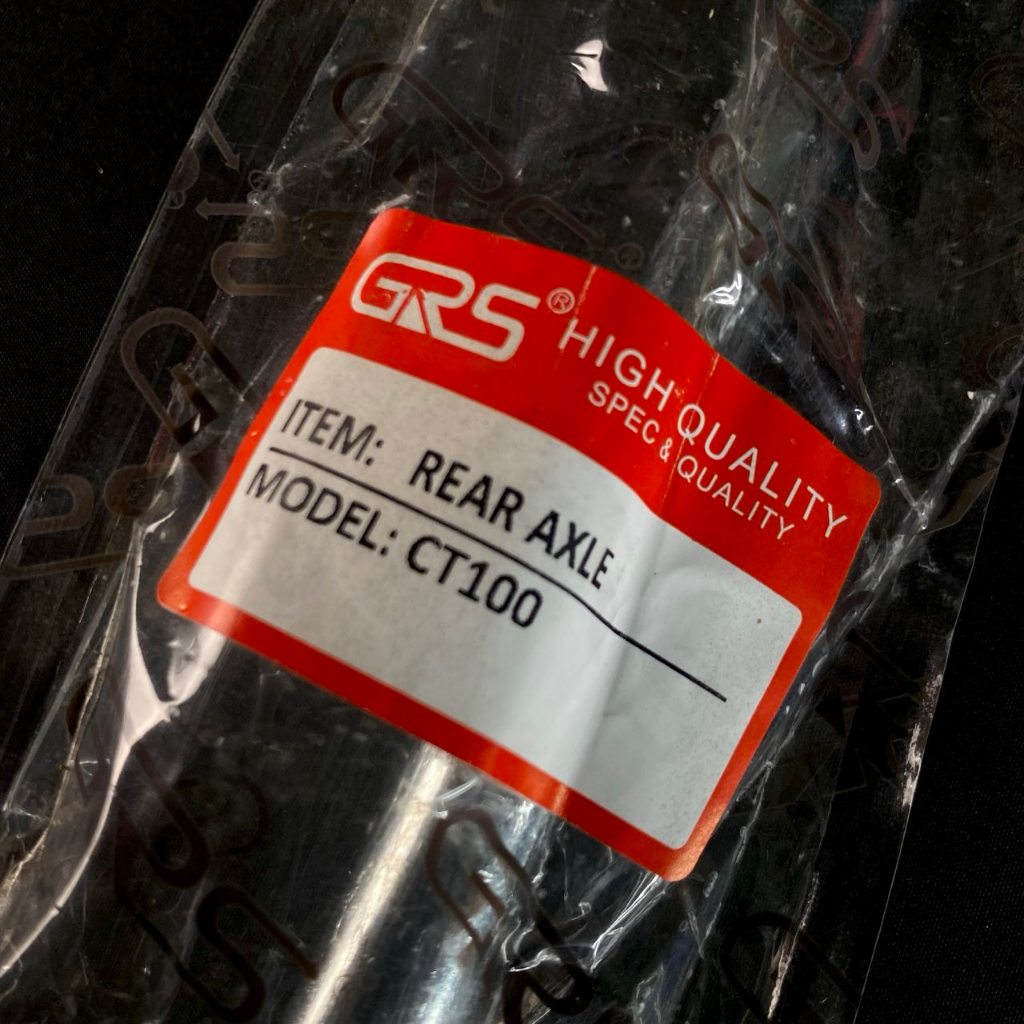 GRS®
HIGH QUALITY
SPEC & QUALITY
ITEM: REAR AXLE
MODEL: CT100